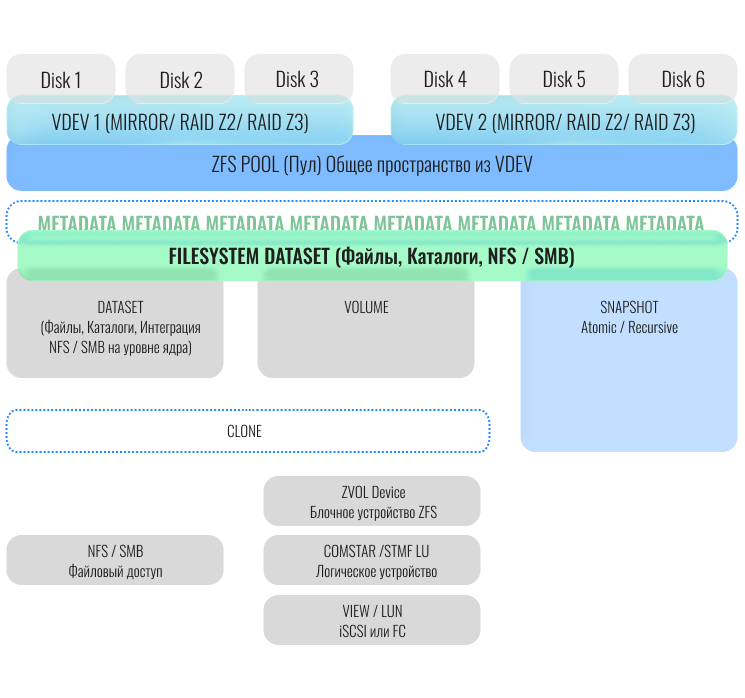 Disk 1
Disk 2
Disk 3
Disk 4
Disk 5
Disk 6
VDEV 1 (MIRROR/ RAID Z2/ RAID Z3)
VDEV 2 (MIRROR/ RAID Z2/ RAID Z3)
ZFS POOL (Пул) Общее пространство из VDEV
METADATA METADATA METADATA METADATA METADATA METADATA METADATA METADATA
FILESYSTEM DATASET (Файлы, Каталоги, NFS / SMB)
DATASET
(Файлы, Каталоги, Интеграция
NFS / SMB на уровне ядра)
VOLUME
SNAPSHOT
Atomic / Recursive
CLONE
ZVOL Device
Блочное устройство ZFS
NFS / SMB
Файловый доступ
COMSTAR /STMF LU
Логическое устройство
VIEW / LUN
iSCSI или FC